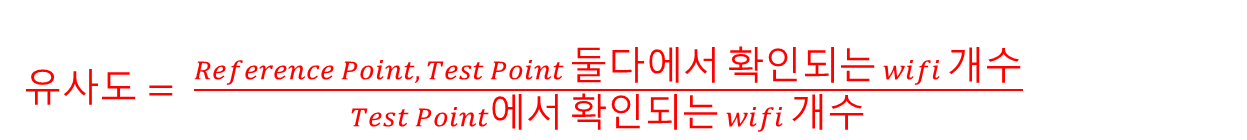 유사도 = Reference Point, Test Point 둘다에서 확인되는 wifi 개수
Test Point에서 확인되는 wifi 개수